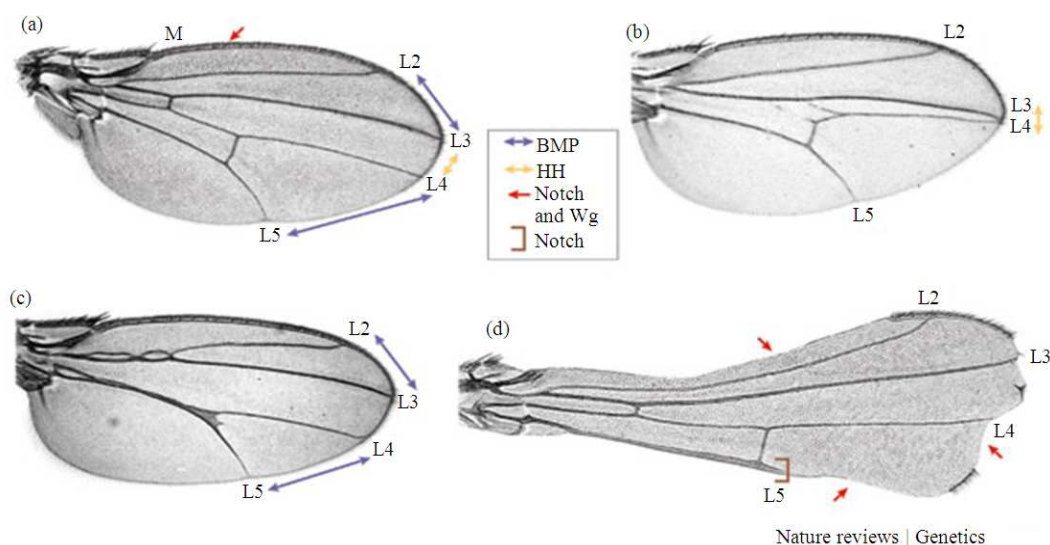 (a)
M
L2
L3
L4
L5
(b)
L2
L3
L4
L5
BMP
HH
Notch
and Wg
Notch
(c)
L2
L3
L4
L5
(d)
L2
L3
L4
L5
Nature reviews | Genetics